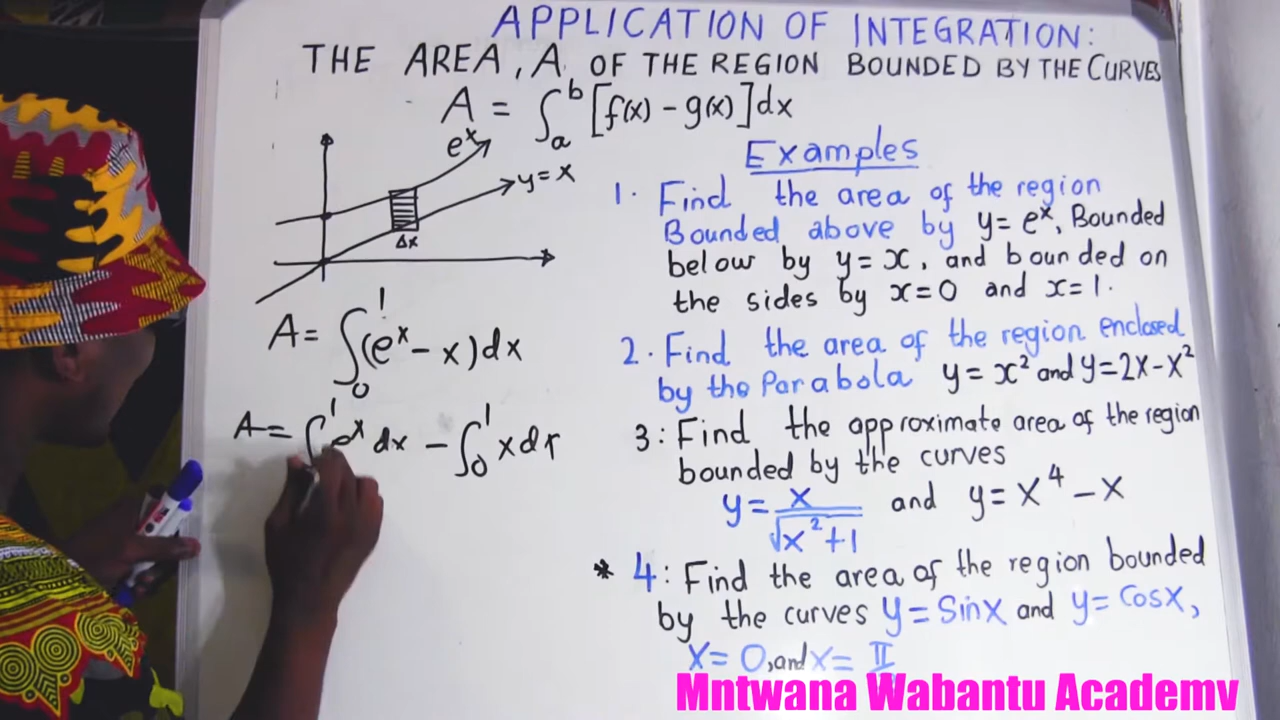 APPLICATION OF INTEGRATION:
THE AREA, A OF THE REGION BOUNDED BY THE CURVES
A = ∫_a^b [f(x) - g(x)]dx
e^x
y=x
Δx
A= ∫_0^1 (e^x - x)dx
A= ∫^1 e^x dx - ∫_0^1 x dx
Examples
1. Find the area of the region
Bounded above by y=e^x, Bounded
below by y=x, and bounded on
the sides by x=0 and x=1.
2. Find the area of the region enclosed
by the Parabola y=x² and y=2x-x²
3: Find the approximate area of the region
bounded by the curves
y= x/√(x²+1) and y=x⁴-x
* 4: Find the area of the region bounded
by the curves y=Sinx and y=Cosx,
x=0, and x=π
Mntwana Wabantu Academy